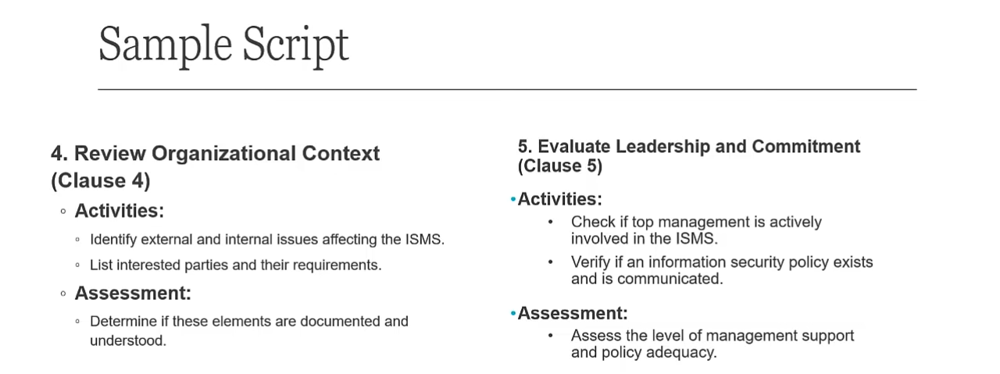 Sample Script
4. Review Organizational Context
(Clause 4)
◦ Activities:
◦ Identify external and internal issues affecting the ISMS.
◦ List interested parties and their requirements.
◦ Assessment:
◦ Determine if these elements are documented and
understood.
5. Evaluate Leadership and Commitment
(Clause 5)
•Activities:
• Check if top management is actively
involved in the ISMS.
• Verify if an information security policy exists
and is communicated.
•Assessment:
• Assess the level of management support
and policy adequacy.